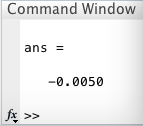 Command Window
ans =
-0.0050
fx >>